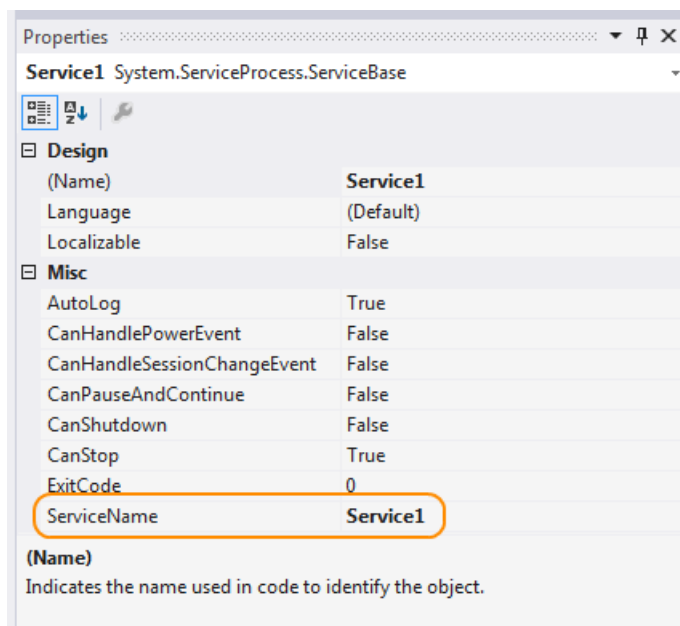 Properties
Service1 System.ServiceProcess.ServiceBase
Design
(Name) Service1
Language (Default)
Localizable False
Misc
AutoLog True
CanHandlePowerEvent False
CanHandleSessionChangeEvent False
CanPauseAndContinue False
CanShutdown False
CanStop True
ExitCode 0
ServiceName Service1
(Name)
Indicates the name used in code to identify the object.